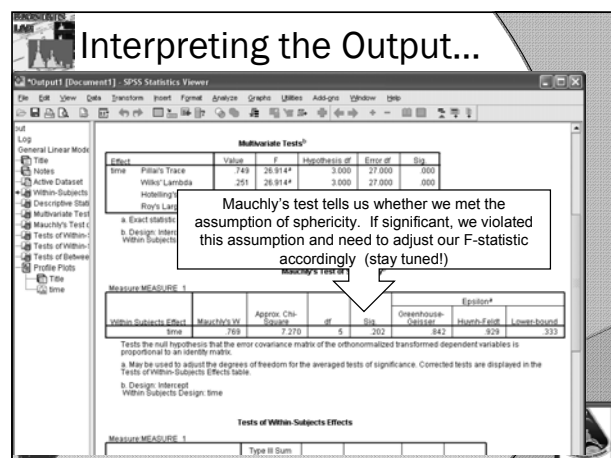 LAB
Interpreting the Output...
*Output1 [Document1] - SPSS Statistics Viewer
File Edit View Data Transform Insert Format Analyze Graphs Utilities Add-ons Window Help
out
Log
General Linear Mode
Title
Notes
Active Dataset
Within-Subjects
Descriptive Stati
Multivariate Test
Mauchly's Test o
Tests of Within-S
Tests of Within-S
Tests of Betwee
Profile Plots
Title
time
Multivariate Tests b
Effect Value F Hypothesis df Error df Sig.
time Pillai's Trace .749 26.914a 3.000 27.000 .000
Wilks' Lambda .251 26.914a 3.000 27.000 .000
Hotelling's
Roy's Larg
a. Exact statistic
b. Design: Interc
Within Subjects D
Mauchly's test tells us whether we met the
assumption of sphericity. If significant, we violated
this assumption and need to adjust our F-statistic
accordingly (stay tuned!)
Mauchly's Test of
Measure:MEASURE_1
Epsilon a
Within Subjects Effect Mauchly's W Approx. Chi-Square df Sig. Greenhouse-Geisser Huynh-Feldt Lower-bound
time .769 7.270 5 .202 .842 .929 .333
Tests the null hypothesis that the error covariance matrix of the orthonormalized transformed dependent variables is
proportional to an identity matrix.
a. May be used to adjust the degrees of freedom for the averaged tests of significance. Corrected tests are displayed in the
Tests of Within-Subjects Effects table.
b. Design: Intercept
Within Subjects Design: time
Tests of Within-Subjects Effects
Measure:MEASURE_1
Type III Sum